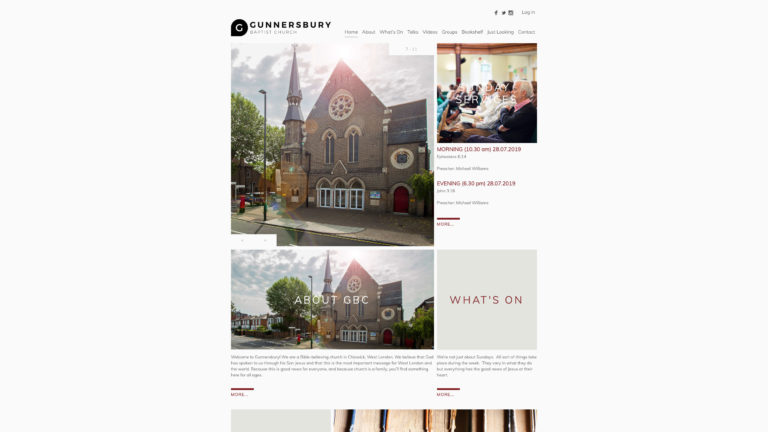 Log in
GUNNERSBURY
BAPTIST CHURCH
G
Home About What's On Talks Videos Groups Bookshelf Just Looking Contact
SUNDAY
SERVICES
MORNING (10.30 am) 28.07.2019
Ephesians 6:14
Preacher: Michael Williams
EVENING (6.30 pm) 28.07.2019
John 3:16
Preacher: Michael Williams
MORE...
ABOUT GBC
WHAT'S ON
Welcome to Gunnersbury! We are a Bible-believing church in Chiswick, West London. We believe that God
has spoken to us through his Son Jesus and that this is the most important message for West London and
the world. Because this is good news for everyone, and because church is a family, you'll find something
here for all ages.
We're not just about Sundays. All sort of things take
place during the week. They vary in what they do
but everything has the good news of Jesus at their
heart.
MORE...
MORE...